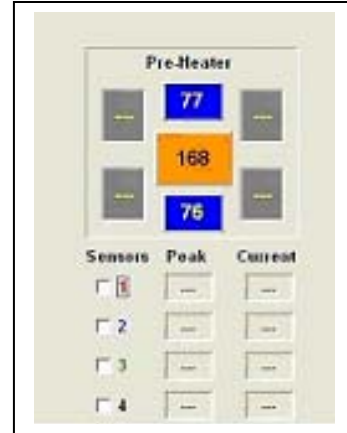 Pre-Heater
--- 77 ---
168
--- 76 ---
Sensors Peak Current
1 --- ---
2 --- ---
3 --- ---
4 --- ---